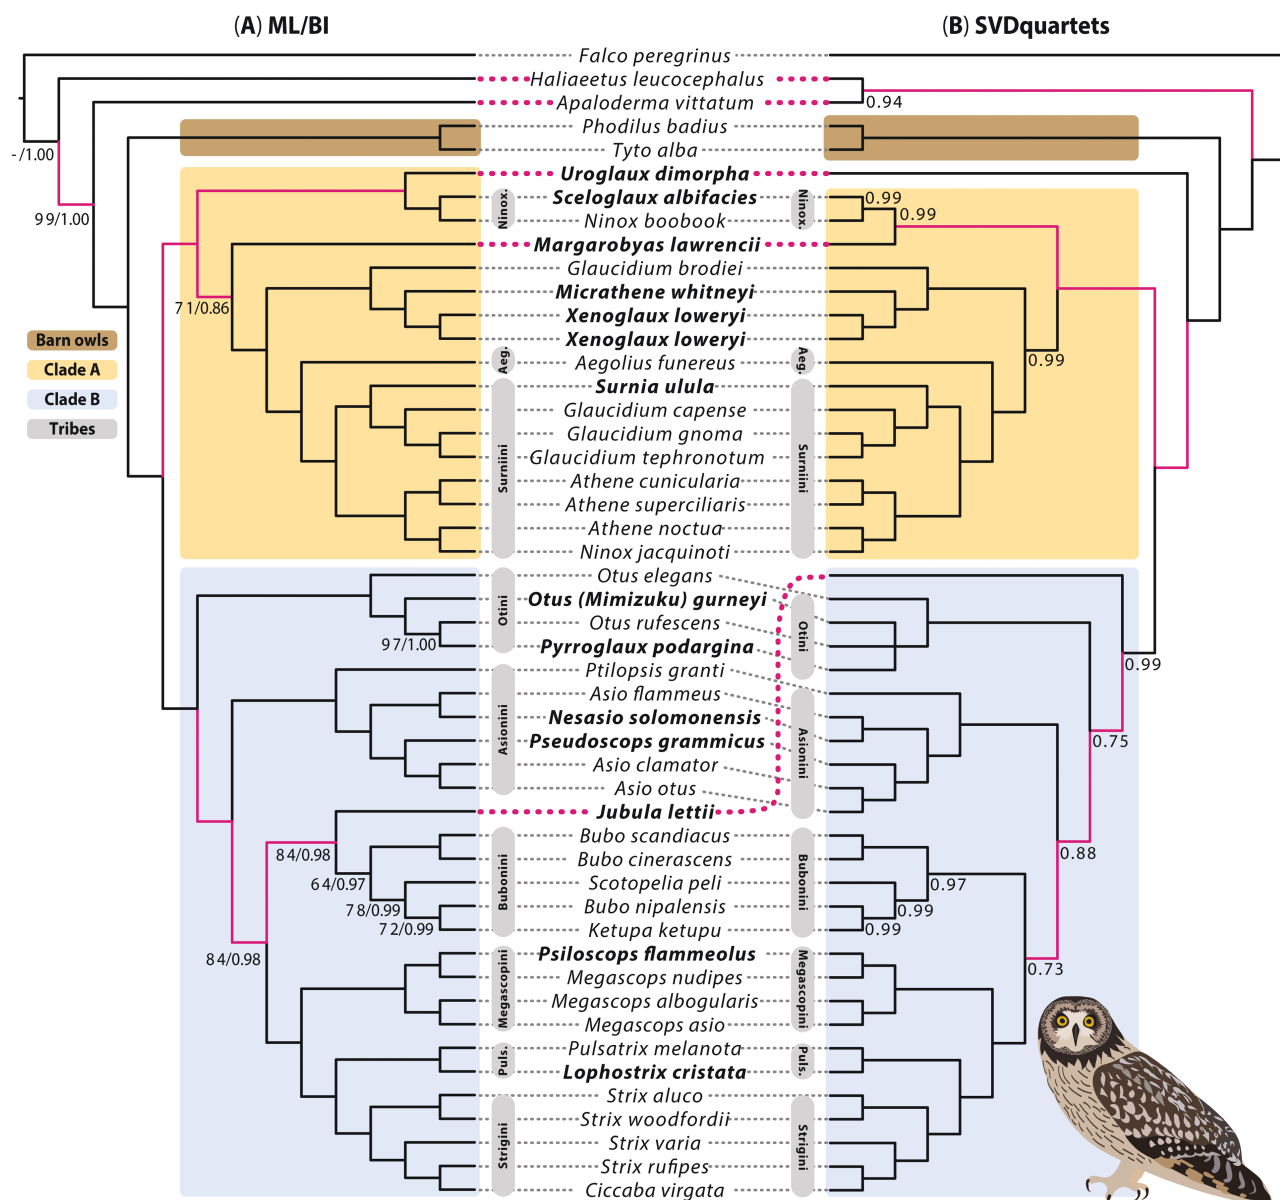 (A) ML/BI
(B) SVDquartets
Falco peregrinus
Haliaeetus leucocephalus
Apaloderma vittatum
0.94
Phodilus badius
-/1.00
Tyto alba
Uroglaux dimorpha
Ninox.
Sceloglaux albifacies
Ninox.
0.99
99/1.00
Ninox boobook
0.99
Margarobyas lawrencii
Glaucidium brodiei
Micrathene whitneyi
71/0.86
Xenoglaux loweryi
Barn owls
Xenoglaux loweryi
Aeg.
Aegolius funereus
Aeg.
0.99
Clade A
Surnia ulula
Clade B
Glaucidium capense
Tribes
Glaucidium gnoma
Glaucidium tephronotum
Surniini
Surniini
Athene cunicularia
Athene superciliaris
Athene noctua
Ninox jacquinoti
Otus elegans
Otus (Mimizuku) gurneyi
Otini
Otus rufescens
Otini
97/1.00
Pyrroglaux podargina
0.99
Ptilopsis granti
Asio flammeus
Nesasio solomonensis
Asionini
Pseudoscops grammicus
Asionini
0.75
Asio clamator
Asio otus
Jubula lettii
Bubo scandiacus
84/0.98
Bubo cinerascens
0.88
64/0.97
Bubonini
Scotopelia peli
Bubonini
0.97
78/0.99
Bubo nipalensis
0.99
72/0.99
Ketupa ketupu
0.99
84/0.98
Psiloscops flammeolus
0.73
Megascopini
Megascops nudipes
Megascopini
Megascops albogularis
Megascops asio
Puls.
Pulsatrix melanota
Puls.
Lophostrix cristata
Strix aluco
Strix woodfordii
Strigini
Strix varia
Strigini
Strix rufipes
Ciccaba virgata